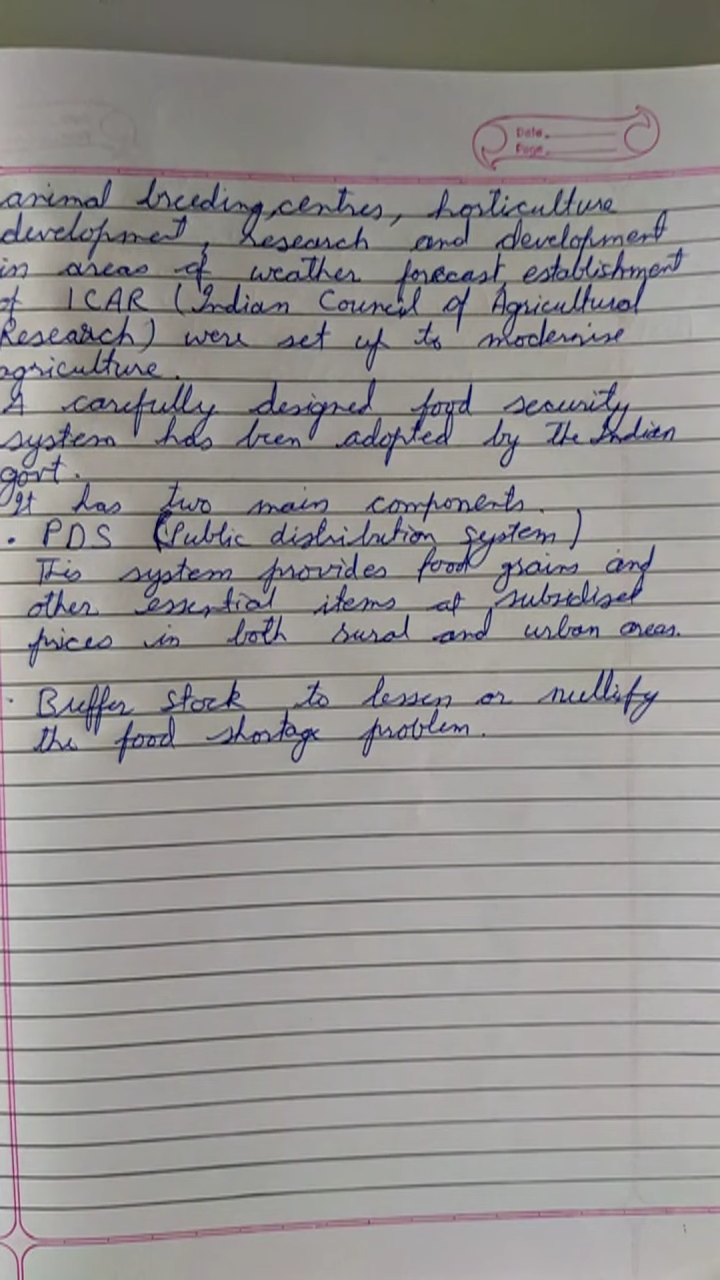 Date.
Page.
animal breeding centres, horticulture
development, Research and development
in areas of weather forecast establishment
of ICAR (Indian Council of Agricultural
Research) were set up to modernise
agriculture.
A carefully designed food security
system has been adopted by the Indian
govt.
It has two main components.
• PDS (Public distribution system)
This system provides food grains and
other essential items at subsidised
prices in both rural and urban areas.
• Buffer stock to lessen or nullify
the food shortage problem.